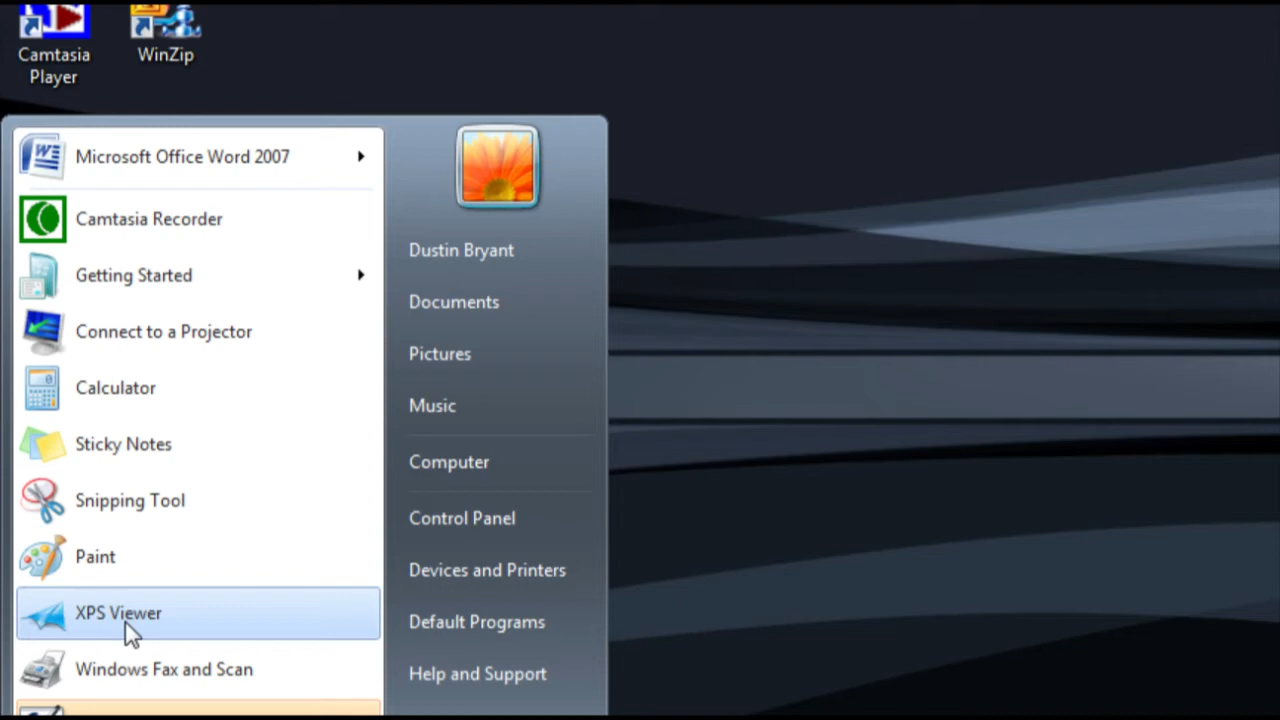 Camtasia
Player
WinZip
Microsoft Office Word 2007
Camtasia Recorder
Getting Started
Connect to a Projector
Calculator
Sticky Notes
Snipping Tool
Paint
XPS Viewer
Windows Fax and Scan
Dustin Bryant
Documents
Pictures
Music
Computer
Control Panel
Devices and Printers
Default Programs
Help and Support